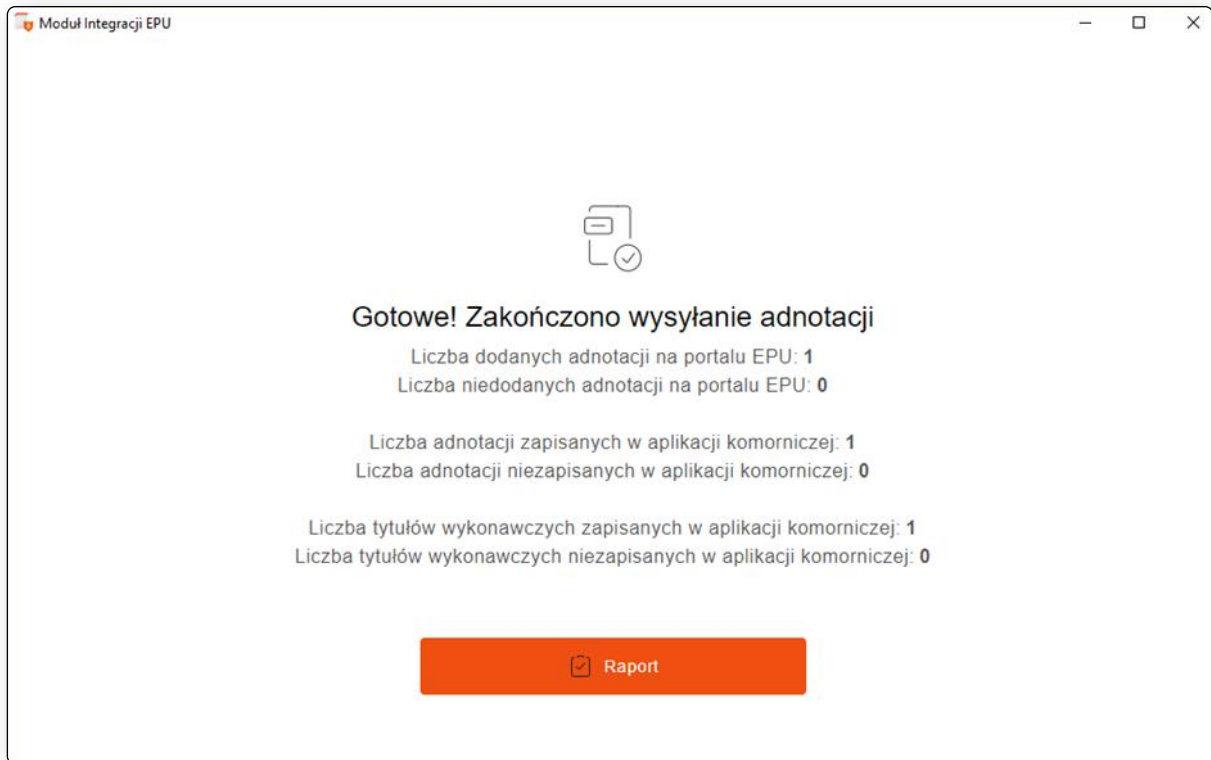 Moduł Integracji EPU
Gotowe! Zakończono wysyłanie adnotacji
Liczba dodanych adnotacji na portalu EPU: 1
Liczba niedodanych adnotacji na portalu EPU: 0
Liczba adnotacji zapisanych w aplikacji komorniczej: 1
Liczba adnotacji niezapisanych w aplikacji komorniczej: 0
Liczba tytułów wykonawczych zapisanych w aplikacji komorniczej: 1
Liczba tytułów wykonawczych niezapisanych w aplikacji komorniczej: 0
Raport